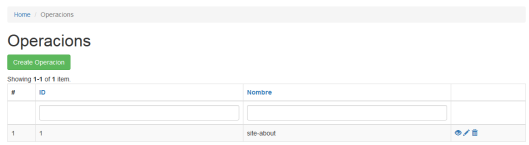 Home / Operacions
Operacions
Create Operacion
Showing 1-1 of 1 item.
# ID Nombre
1 1 site-about